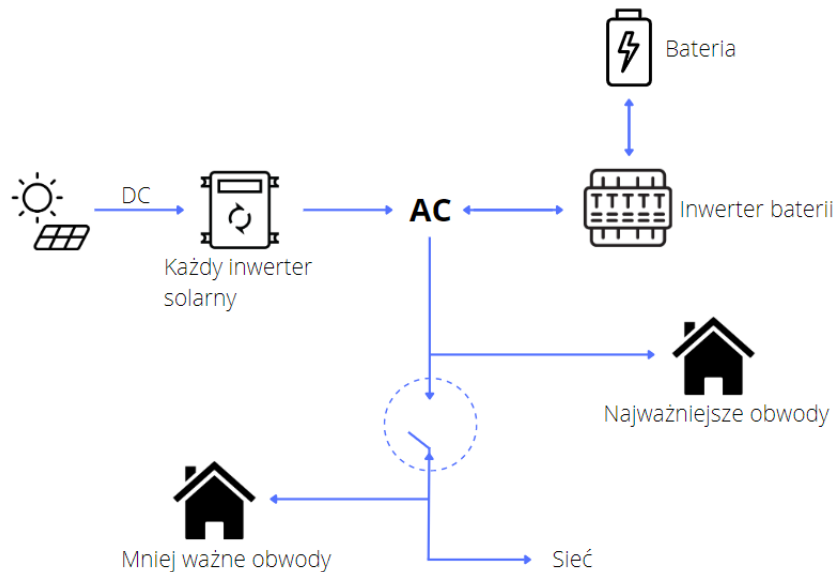 Bateria
DC
AC
Inwerter baterii
Każdy inwerter
solarny
Najważniejsze obwody
Mniej ważne obwody
Sieć